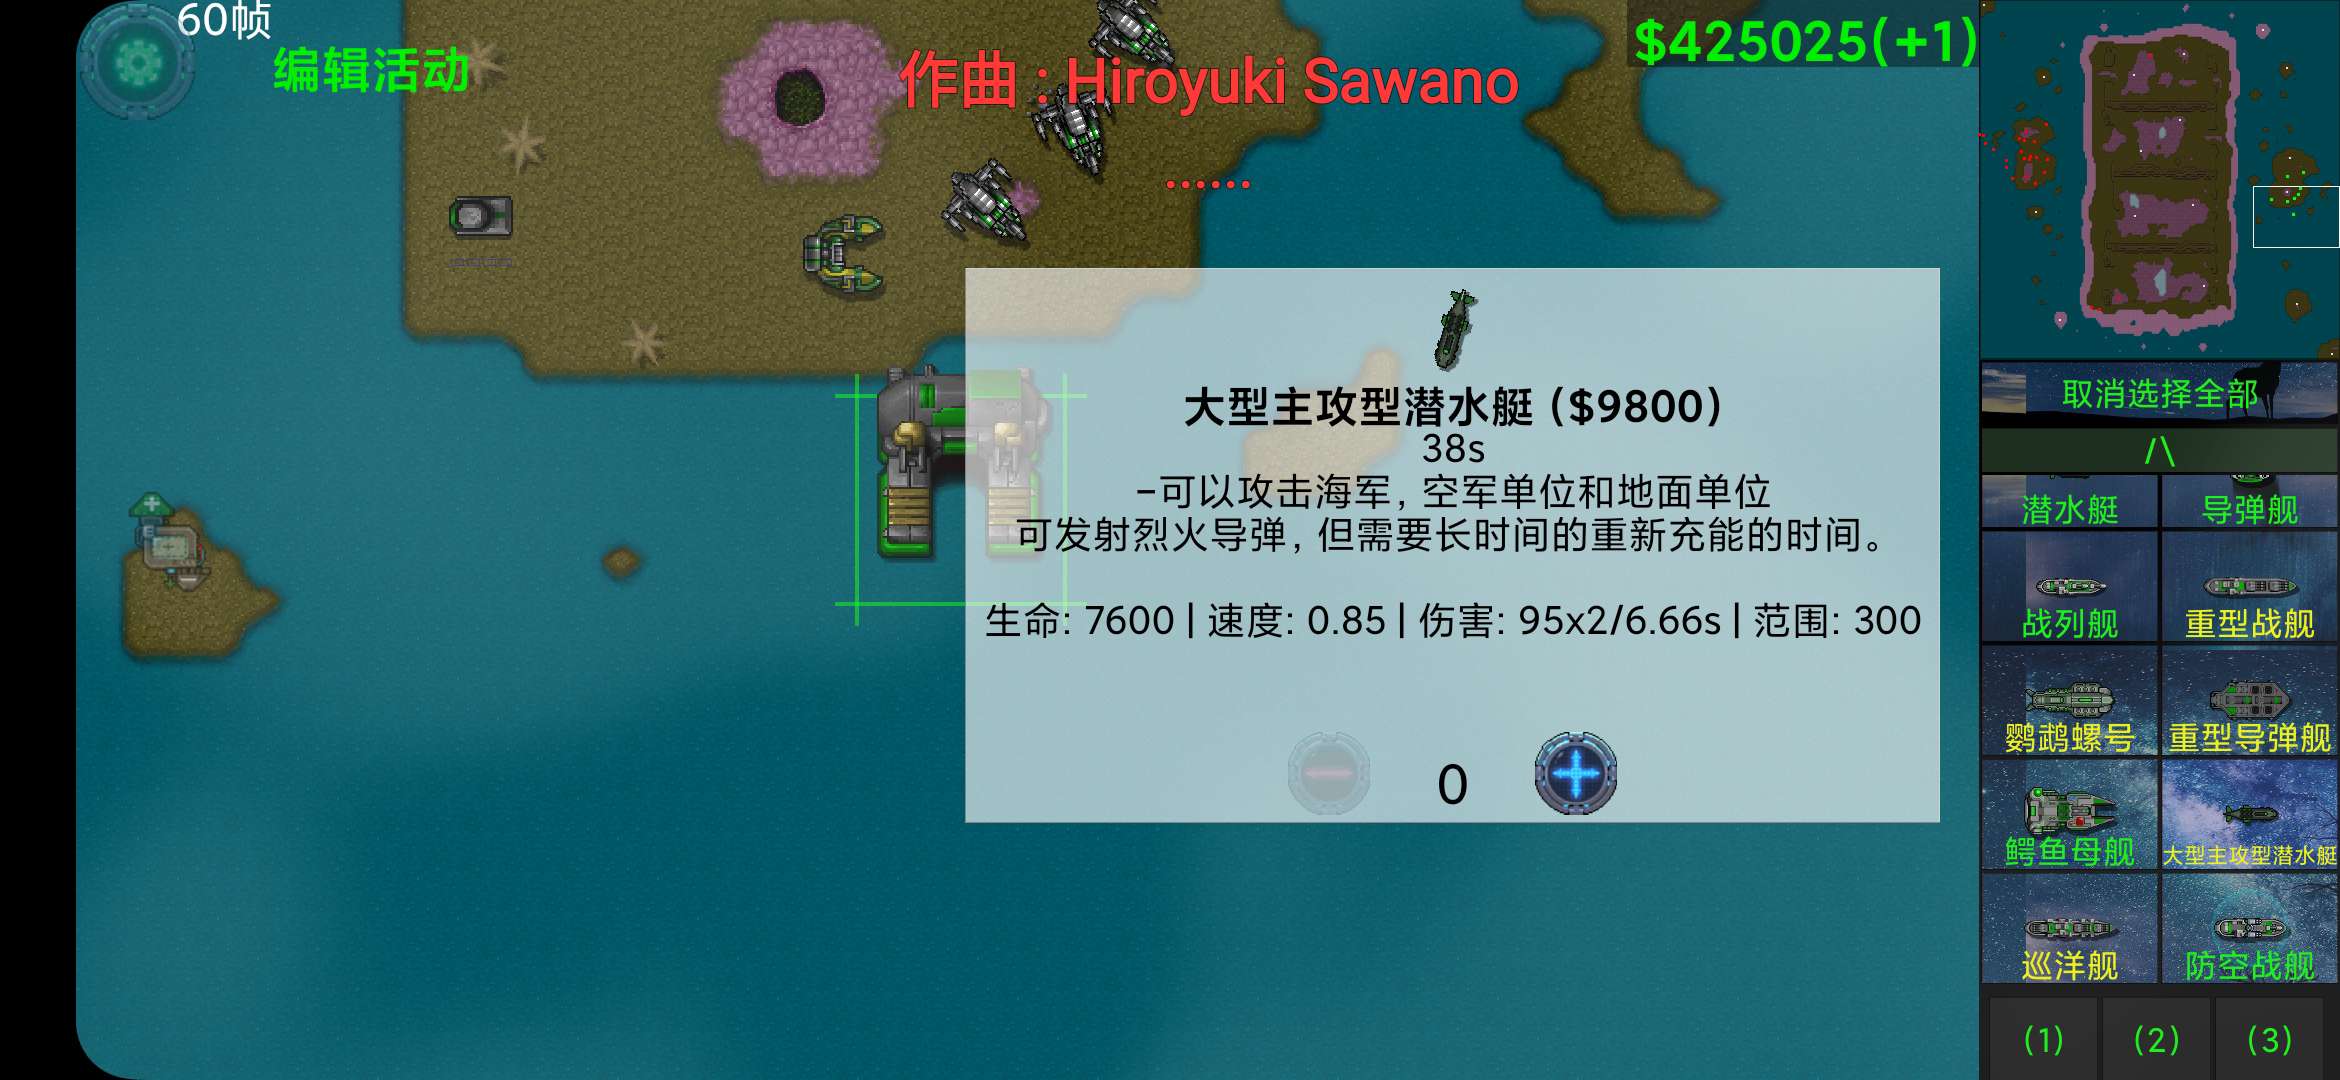 60帧
编辑活动
作曲 : Hiroyuki Sawano
......
$425025(+1)
大型主攻型潜水艇 ($9800)
38s
-可以攻击海军, 空军单位和地面单位
可发射烈火导弹, 但需要长时间的重新充能的时间。
生命: 7600 | 速度: 0.85 | 伤害: 95x2/6.66s | 范围: 300
0
取消选择全部
/\
潜水艇
导弹舰
战列舰
重型战舰
鹦鹉螺号
重型导弹舰
鳄鱼母舰
大型主攻型潜水艇
巡洋舰
防空战舰
(1)
(2)
(3)